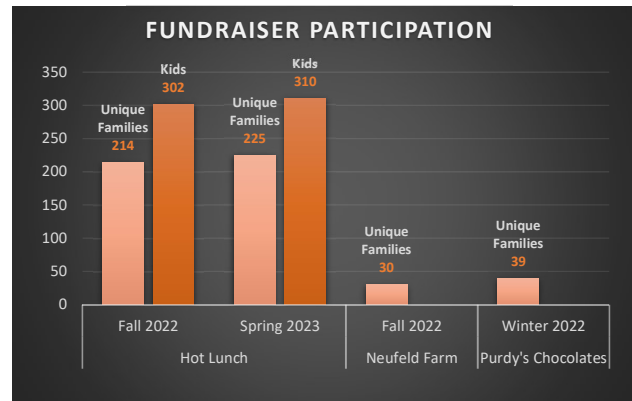 FUNDRAISER PARTICIPATION
350
300
250
200
150
100
50
0
Unique
Families
214
Kids
302
Unique
Families
225
Kids
310
Unique
Families
30
Unique
Families
39
Fall 2022
Spring 2023
Fall 2022
Winter 2022
Hot Lunch
Neufeld Farm
Purdy's Chocolates